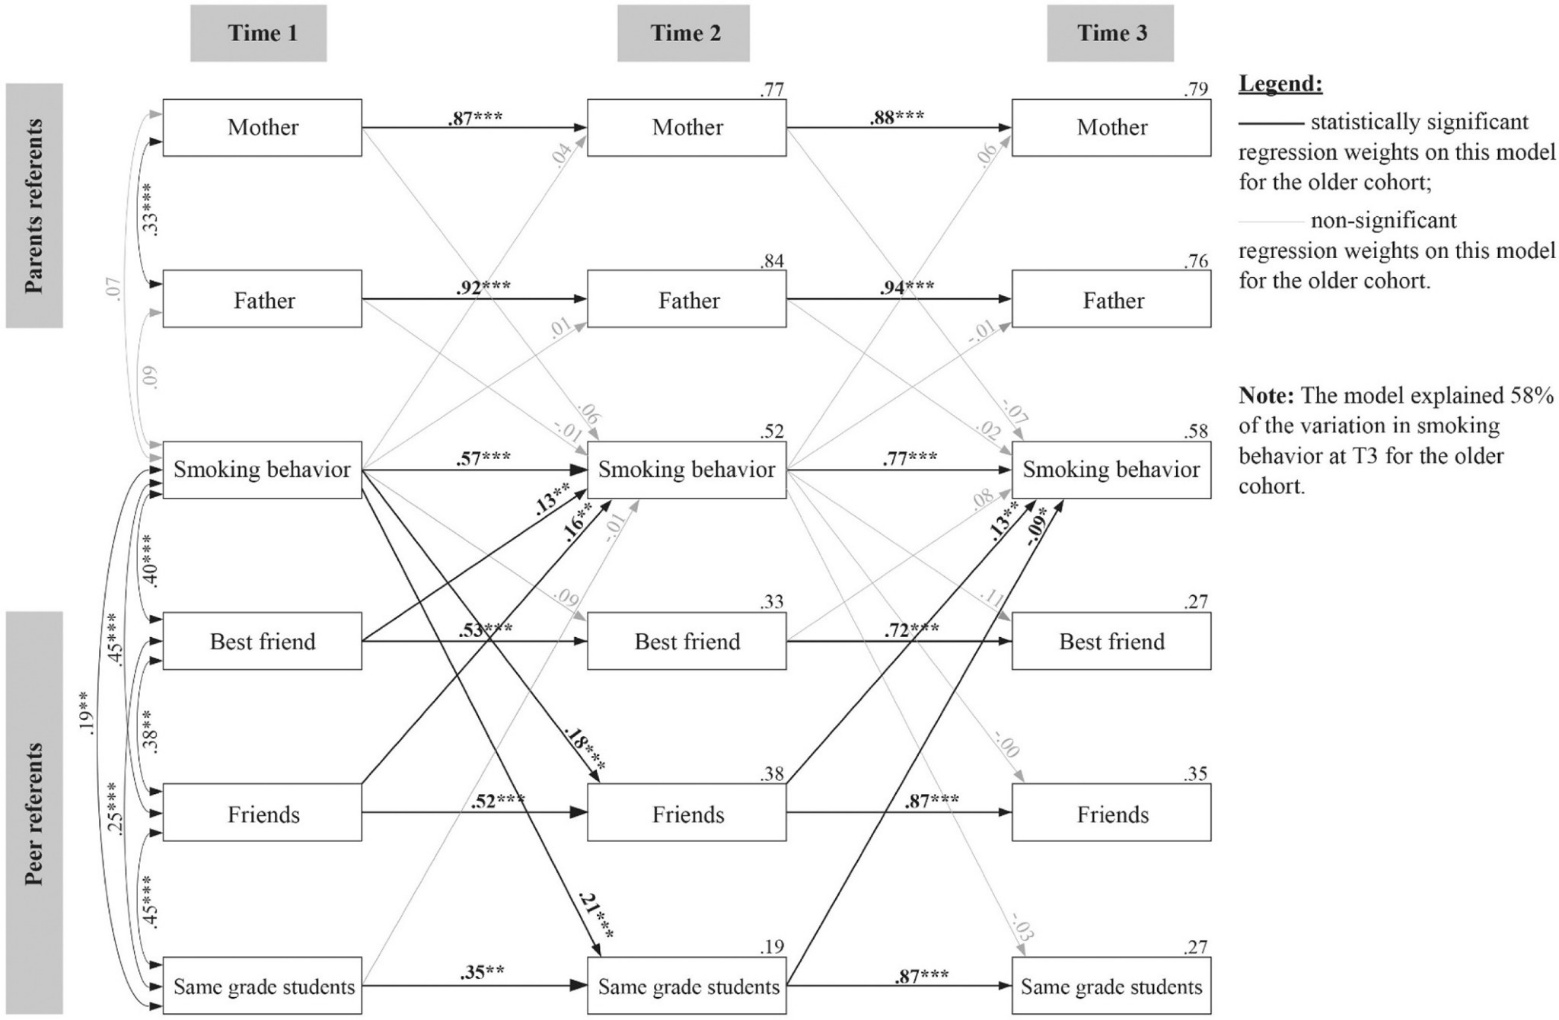 Time 1
Time 2
Time 3
Parents referents
Peer referents
Mother
.87***
.77
Mother
.88***
.79
Mother
.04
.06
.33***
.07
.09
Father
.92***
.84
Father
.94***
.76
Father
.01
-.01
.06
-.01
-.07
.02
Smoking behavior
.57***
.52
Smoking behavior
.77***
.58
Smoking behavior
.13**
.16**
-.01
.08
.13**
-.09*
.40***
.45***
.19**
.38**
.25***
.45***
.09
.11
Best friend
.53***
.33
Best friend
.72***
.27
Best friend
.18***
-.00
Friends
.52***
.38
Friends
.87***
.35
Friends
.21***
-.03
Same grade students
.35**
.19
Same grade students
.87***
.27
Same grade students
Legend:
statistically significant
regression weights on this model
for the older cohort;
non-significant
regression weights on this model
for the older cohort.
Note: The model explained 58%
of the variation in smoking
behavior at T3 for the older
cohort.